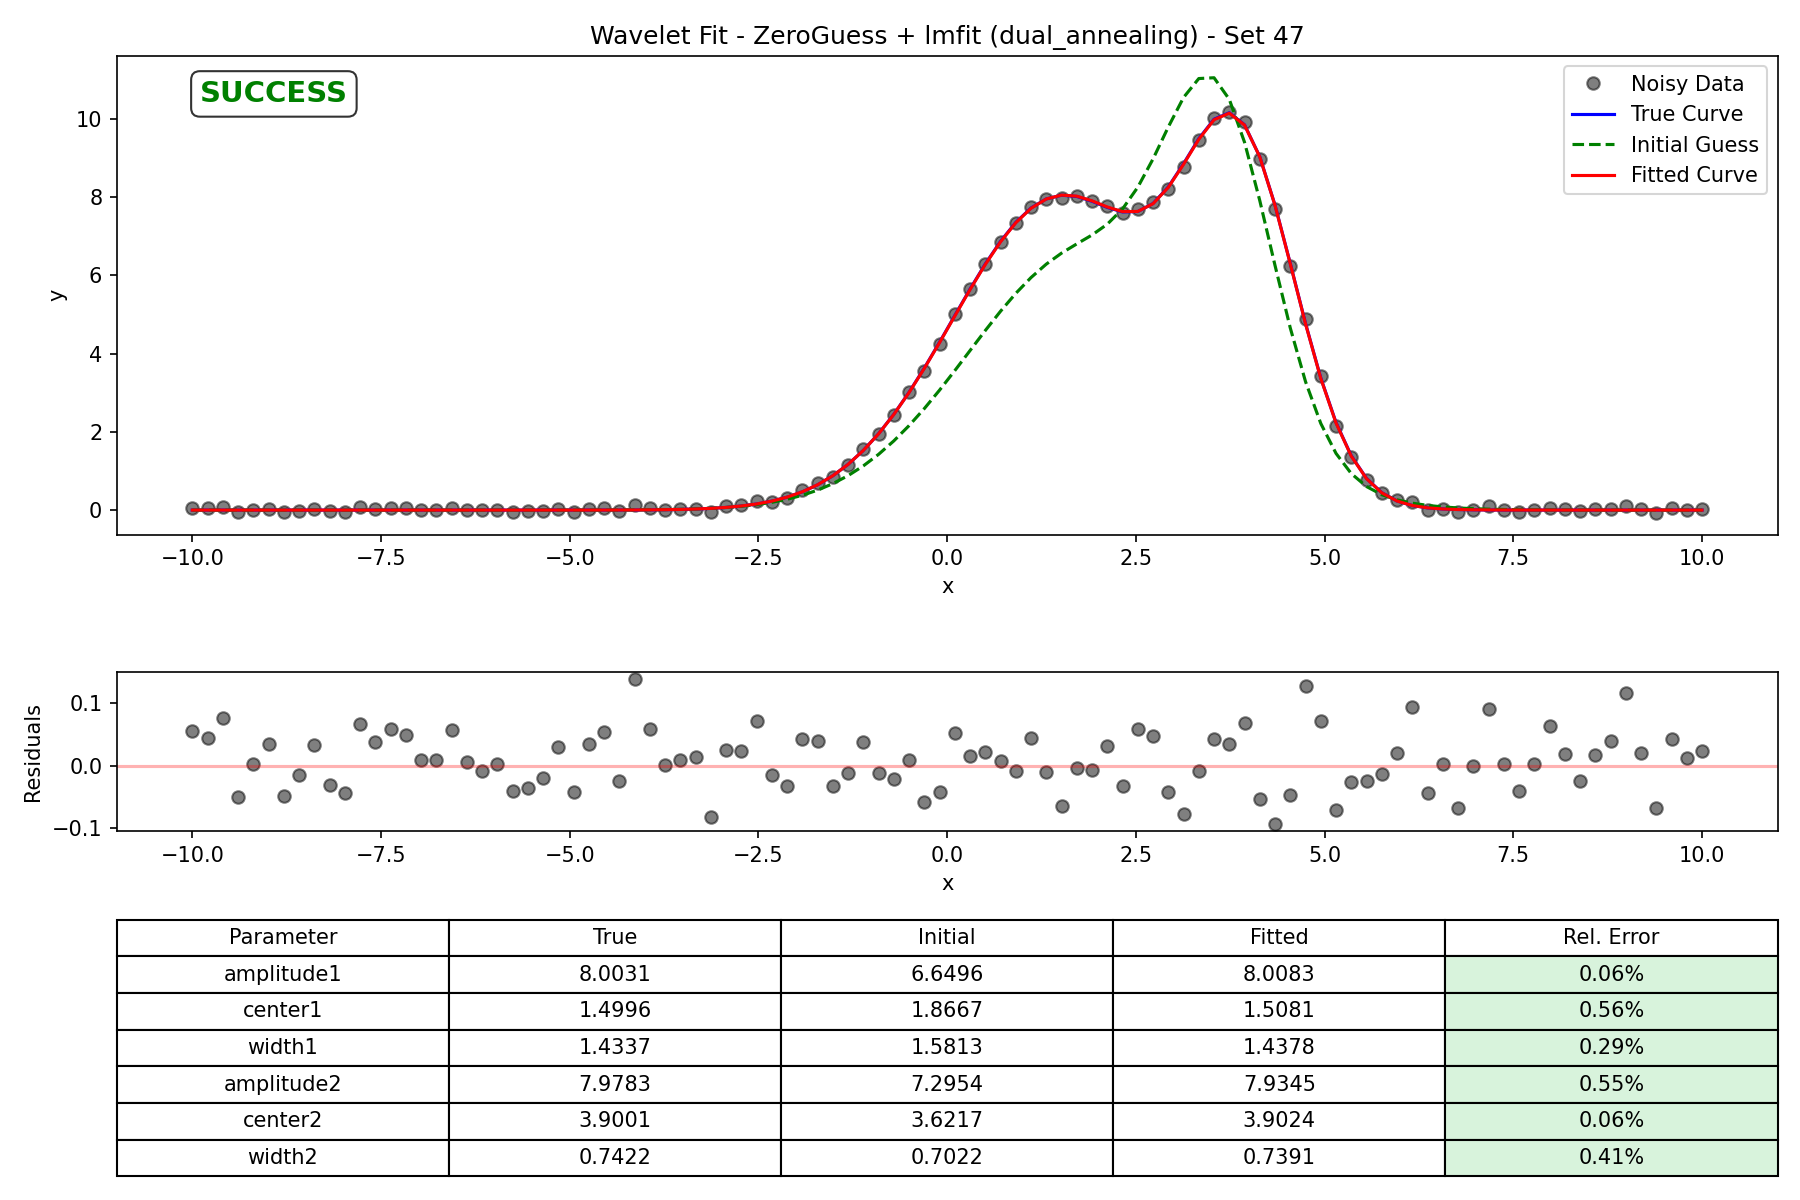 Wavelet Fit - ZeroGuess + lmfit (dual_annealing) - Set 47
SUCCESS
Noisy Data
True Curve
Initial Guess
Fitted Curve
y
10
8
6
4
2
0
−10.0 −7.5 −5.0 −2.5 0.0 2.5 5.0 7.5 10.0
x
Residuals
0.1
0.0
−0.1
−10.0 −7.5 −5.0 −2.5 0.0 2.5 5.0 7.5 10.0
x
Parameter True Initial Fitted Rel. Error
amplitude1 8.0031 6.6496 8.0083 0.06%
center1 1.4996 1.8667 1.5081 0.56%
width1 1.4337 1.5813 1.4378 0.29%
amplitude2 7.9783 7.2954 7.9345 0.55%
center2 3.9001 3.6217 3.9024 0.06%
width2 0.7422 0.7022 0.7391 0.41%